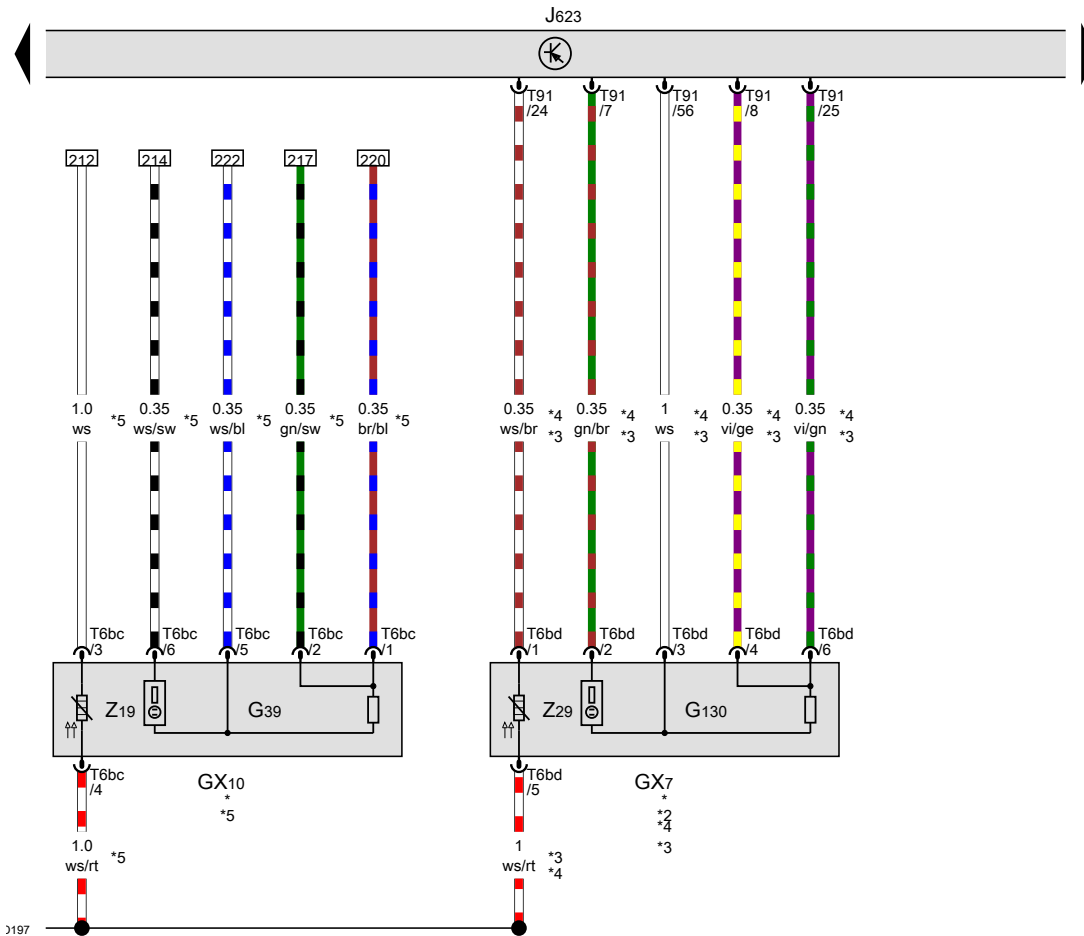 J623
T91 T91 T91 T91 T91
/24 /7 /56 /8 /25
212 214 222 217 220
1.0 0.35 0.35 0.35 0.35 0.35 0.35 1 0.35 0.35
*5 *5 *5 *5 *5 *4 *4 *4 *4 *4
ws ws/sw ws/bl gn/sw br/bl ws/br gn/br ws vi/ge vi/gn
*3 *3 *3 *3 *3
T6bc T6bc T6bc T6bc T6bc T6bd T6bd T6bd T6bd T6bd
/3 /6 /5 /2 /1 /1 /2 /3 /4 /6
Z19 G39 Z29 G130
T6bc T6bd
/4 /5
GX10 GX7
* *
*5 *2
*4
*3
1.0 1
*5 *3
ws/rt ws/rt
*4